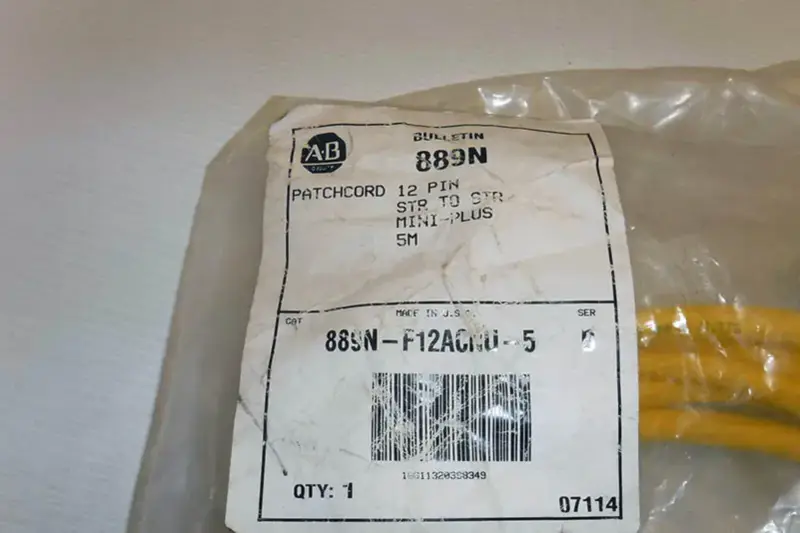 BULLETIN
A-B
889N
PATCHCORD 12 PIN
STR TO STR
MINI-PLUS
5M
CAT
MADE IN U.S.A.
SER
889N-F12ACNU-5
QTY: 1
07114